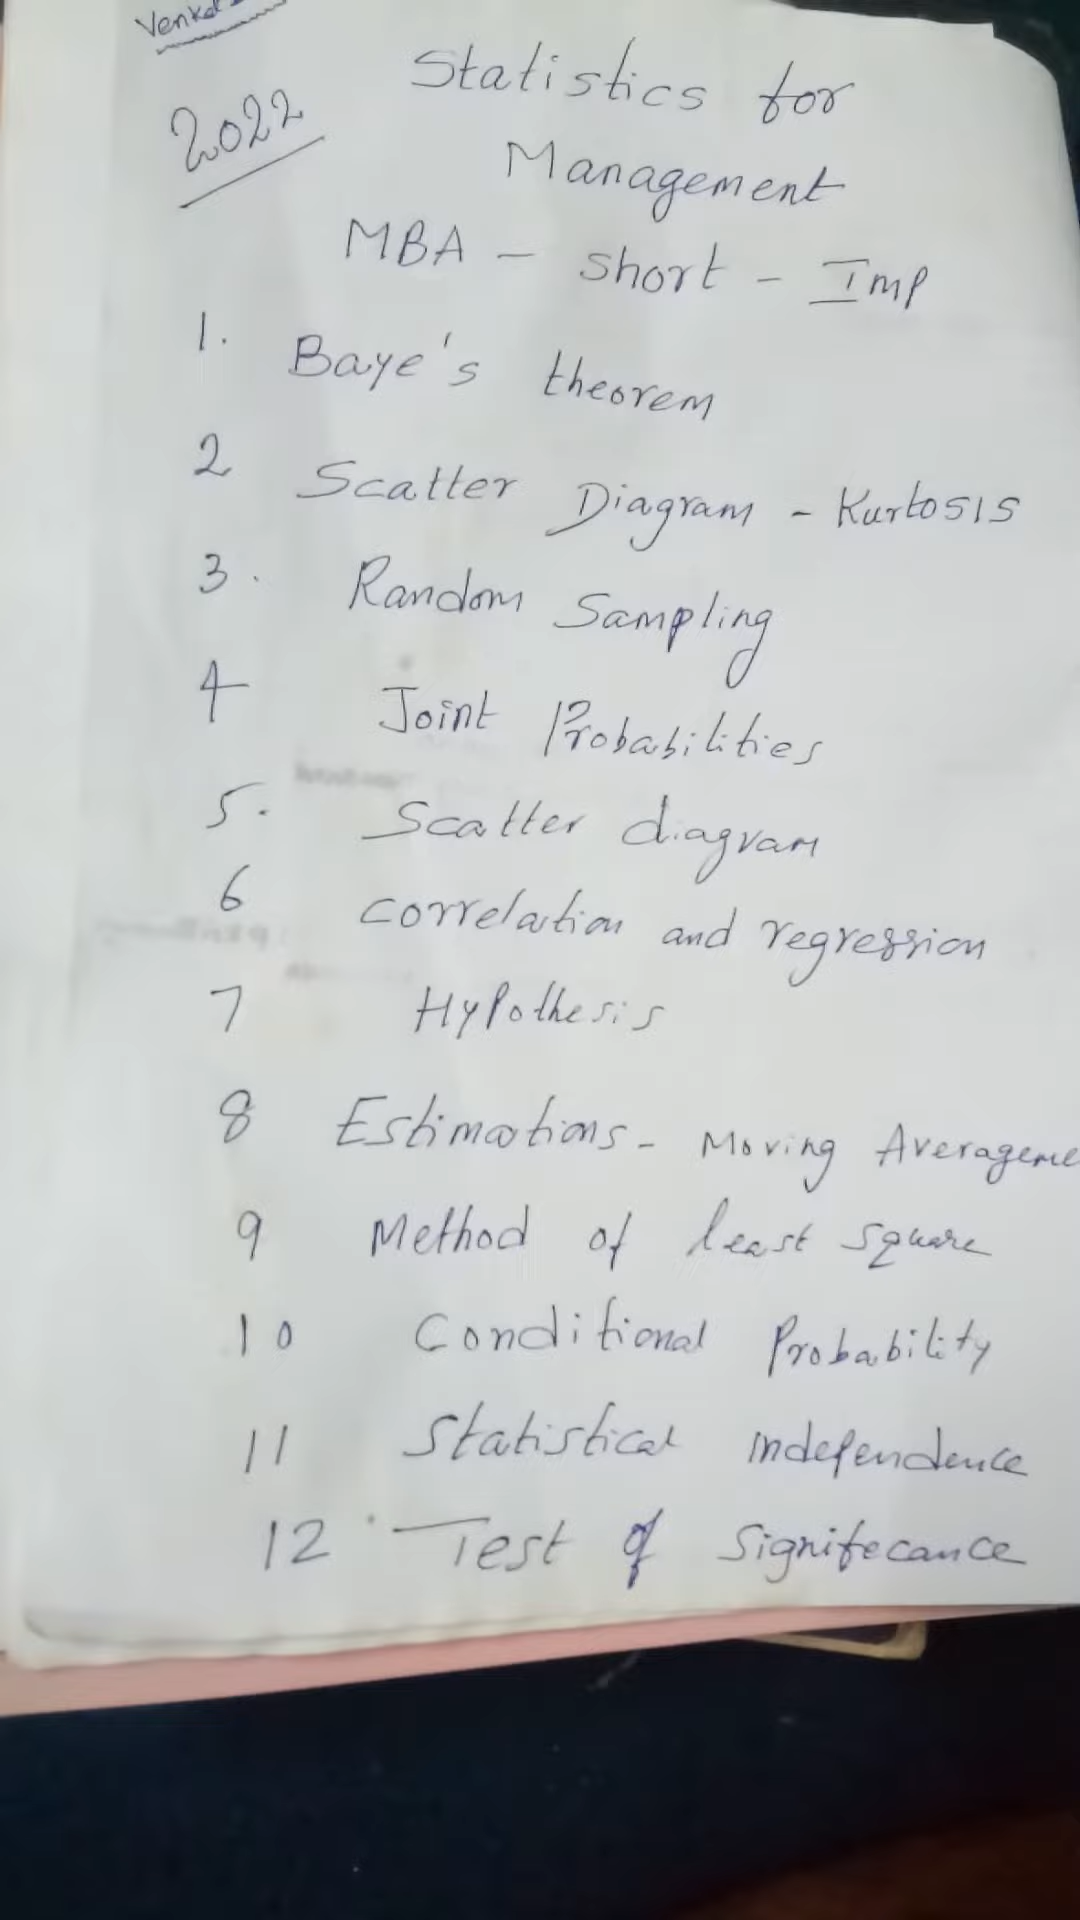 2022
Statistics for
Management
MBA - short - Imp
1. Baye's theorem
2 Scatter Diagram - Kurtosis
3. Random Sampling
4 Joint Probabilities
5. Scatter diagram
6 Correlation and regression
7 Hypothesis
8 Estimations - Moving
9 Method of least square
10 Conditional Probability
11 Statistical independence
12 Test of Signifecance